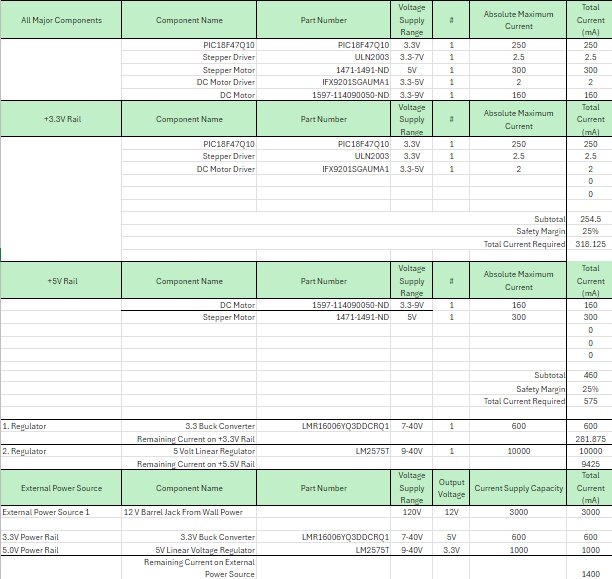 All Major Components Component Name Part Number Voltage Supply Range # Absolute Maximum Current Total Current (mA)
PIC18F47Q10 PIC18F47Q10 3.3V 1 250 250
Stepper Driver ULN2003 3.3-7V 1 2.5 2.5
Stepper Motor 1471-1491-ND 5V 1 300 300
DC Motor Driver IFX9201SGAUMA1 3.3-5V 1 2 2
DC Motor 1597-114090050-ND 3.3-9V 1 160 160
+3.3V Rail Component Name Part Number Voltage Supply Range # Absolute Maximum Current Total Current (mA)
PIC18F47Q10 PIC18F47Q10 3.3V 1 250 250
Stepper Driver ULN2003 3.3V 1 2.5 2.5
DC Motor Driver IFX9201SGAUMA1 3.3-5V 1 2 2
0
0
Subtotal 254.5
Safety Margin 25%
Total Current Required 318.125
+5V Rail Component Name Part Number Voltage Supply Range # Absolute Maximum Current Total Current (mA)
DC Motor 1597-114090050-ND 3.3-9V 1 160 160
Stepper Motor 1471-1491-ND 5V 1 300 300
0
0
0
Subtotal 460
Safety Margin 25%
Total Current Required 575
1. Regulator 3.3 Buck Converter LMR16006YQ3DDCRQ1 7-40V 1 600 600
Remaining Current on +3.3V Rail 281.875
2. Regulator 5 Volt Linear Regulator LM2575T 9-40V 1 10000 10000
Remaining Current on +5.5V Rail 9425
External Power Source Component Name Part Number Voltage Supply Range Output Voltage Current Supply Capacity Total Current (mA)
External Power Source 1 12 V Barrel Jack From Wall Power 120V 12V 3000 3000
3.3V Power Rail 3.3V Buck Converter LMR16006YQ3DDCRQ1 7-40V 5V 600 600
5.0V Power Rail 5V Linear Voltage Regulator LM2575T 9-40V 3.3V 1000 1000
Remaining Current on External Power Source 1400